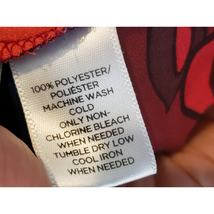 100% POLYESTER/
POLIÉSTER
MACHINE WASH
COLD
ONLY NON-
CHLORINE BLEACH
WHEN NEEDED
TUMBLE DRY LOW
COOL IRON
WHEN NEEDED